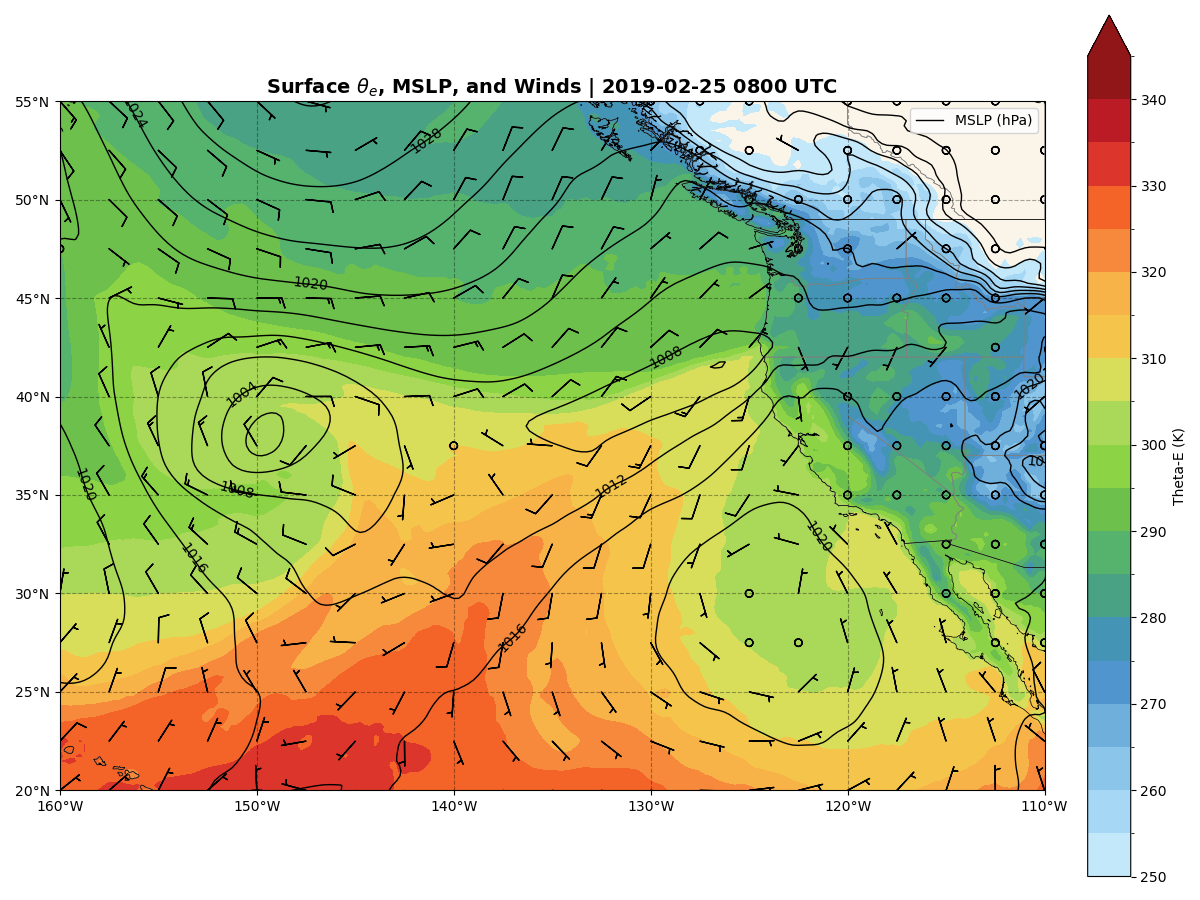 Surface θe, MSLP, and Winds | 2019-02-25 0800 UTC
55°N
50°N
45°N
40°N
35°N
30°N
25°N
20°N
160°W
150°W
140°W
130°W
120°W
110°W
MSLP (hPa)
1024
1028
1020
1008
1004
1020
1020
1008
1012
10
1020
1016
1016
340
330
320
310
300
290
280
270
260
250
Theta-E (K)